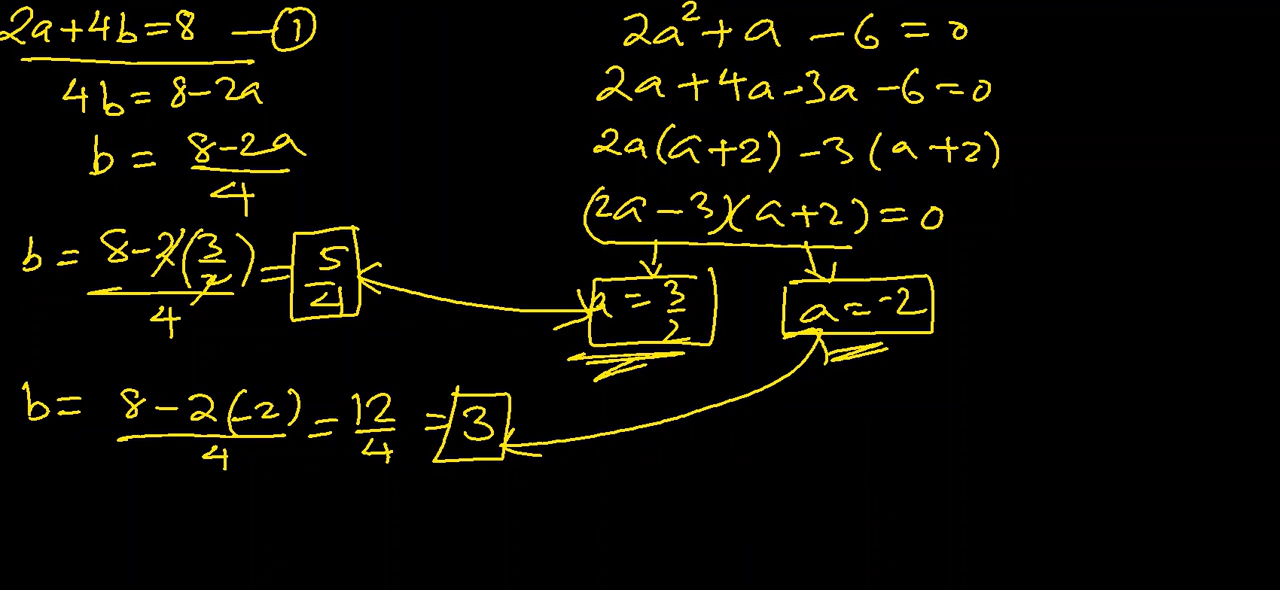 2a+4b=8 —①
4b=8-2a
b = (8-2a)/4
b = (8-2(3/2))/4 = 5/4
b = (8-2(-2))/4 = 12/4 = 3
2a²+a-6=0
2a+4a-3a-6=0
2a(a+2)-3(a+2)
(2a-3)(a+2)=0
a=3/2 a=-2